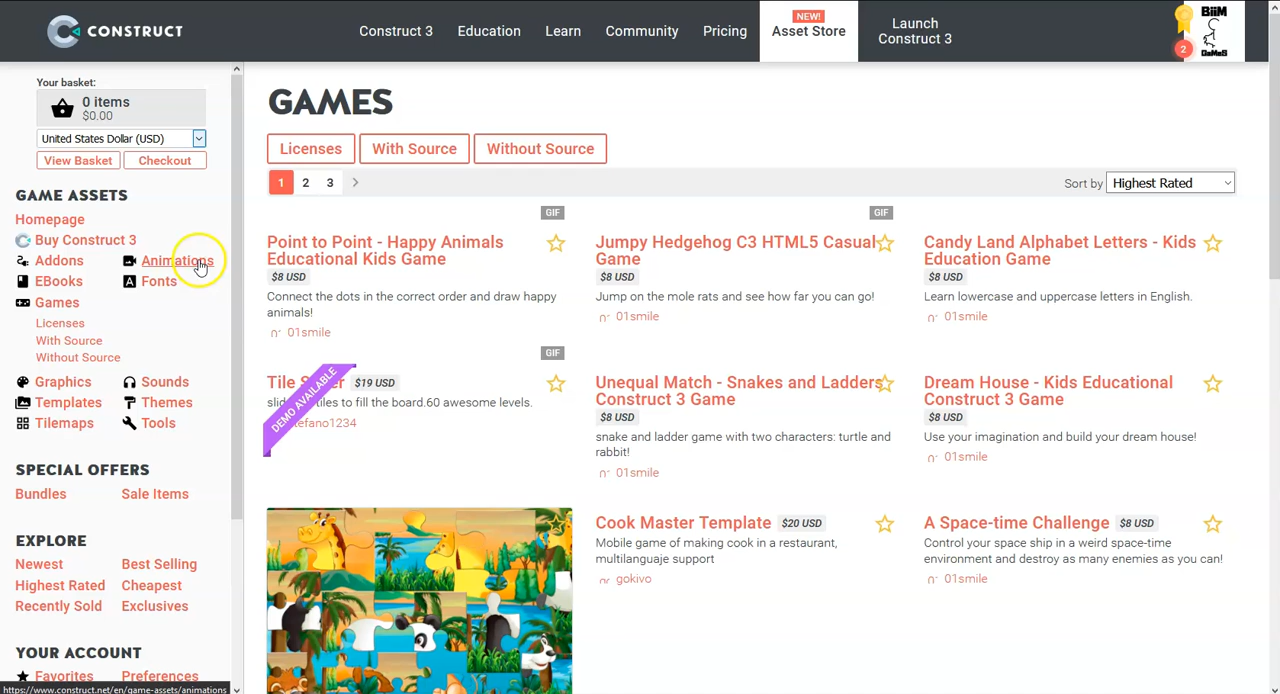 CONSTRUCT
Construct 3
Education
Learn
Community
Pricing
NEW!
Asset Store
Launch
Construct 3
2
BiiM
GaMeS
Your basket:
0 items
$0.00
United States Dollar (USD)
View Basket
Checkout
GAME ASSETS
Homepage
Buy Construct 3
Addons
Animations
EBooks
Fonts
Games
Licenses
With Source
Without Source
Graphics
Sounds
Templates
Themes
Tilemaps
Tools
SPECIAL OFFERS
Bundles
Sale Items
EXPLORE
Newest
Best Selling
Highest Rated
Cheapest
Recently Sold
Exclusives
YOUR ACCOUNT
Favorites
Preferences
https://www.construct.net/en/game-assets/animations
GAMES
Licenses
With Source
Without Source
1 2 3
Sort by Highest Rated
GIF
Point to Point - Happy Animals
Educational Kids Game
$8 USD
Connect the dots in the correct order and draw happy
animals!
01smile
GIF
Jumpy Hedgehog C3 HTML5 Casual
Game
$8 USD
Jump on the mole rats and see how far you can go!
01smile
Candy Land Alphabet Letters - Kids
Education Game
$8 USD
Learn lowercase and uppercase letters in English.
01smile
GIF
DEMO AVAILABLE
Tile
$19 USD
tiles to fill the board.60 awesome levels.
tefano1234
Unequal Match - Snakes and Ladders
Construct 3 Game
$8 USD
snake and ladder game with two characters: turtle and
rabbit!
01smile
Dream House - Kids Educational
Construct 3 Game
$8 USD
Use your imagination and build your dream house!
01smile
Cook Master Template $20 USD
Mobile game of making cook in a restaurant,
multilanguaje support
gokivo
A Space-time Challenge $8 USD
Control your space ship in a weird space-time
environment and destroy as many enemies as you can!
01smile